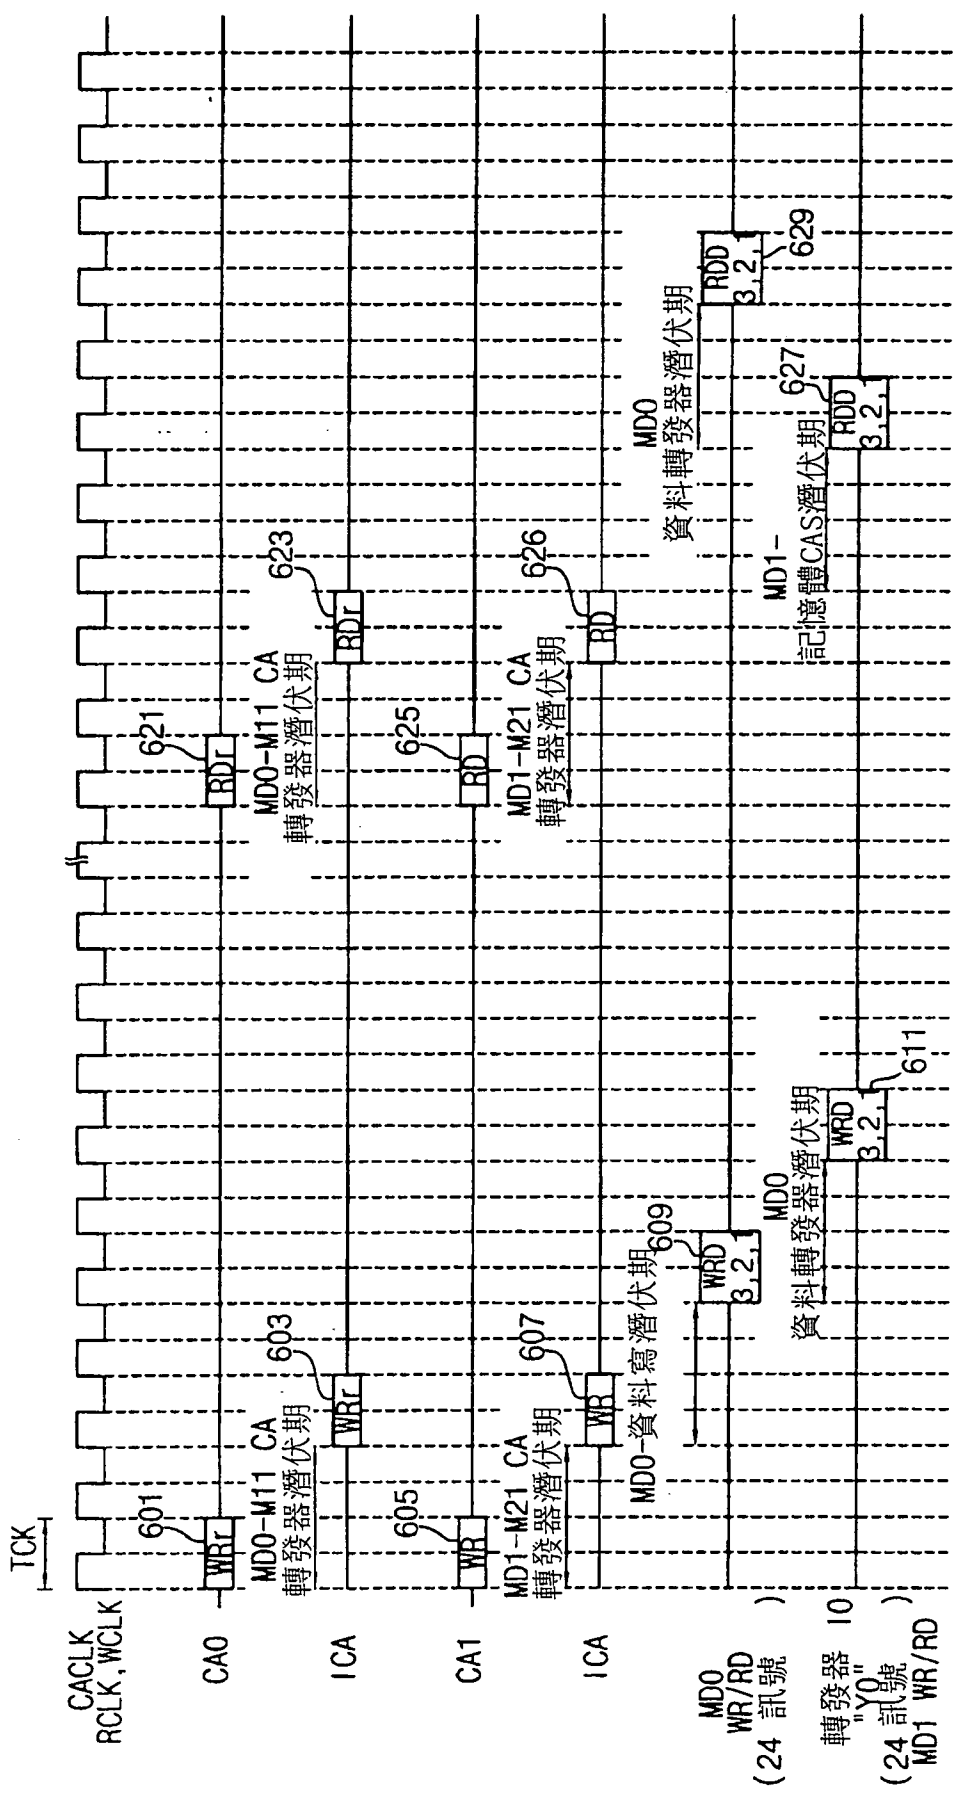 TCK
CACLK
RCLK,WCLK
CA0
601
WRr
621
RDr
MD0-M11 CA
轉發器潛伏期
MD0-M11 CA
轉發器潛伏期
ICA
603
WRr
623
RDr
CA1
605
WR
625
RD
MD1-M21 CA
轉發器潛伏期
MD1-M21 CA
轉發器潛伏期
ICA
607
WR
626
RD
MD0-資料寫潛伏期
MD0
資料轉發器潛伏期
MD0
WR/RD
(24 訊號 )
609
WRD
3,2,1
RDD
3,2,1
629
MD0
資料轉發器潛伏期
MD1-
記憶體CAS潛伏期
轉發器 IO
"Y0"
(24 訊號 )
MD1 WR/RD
WRD
3,2,1
611
627
RDD
3,2,1